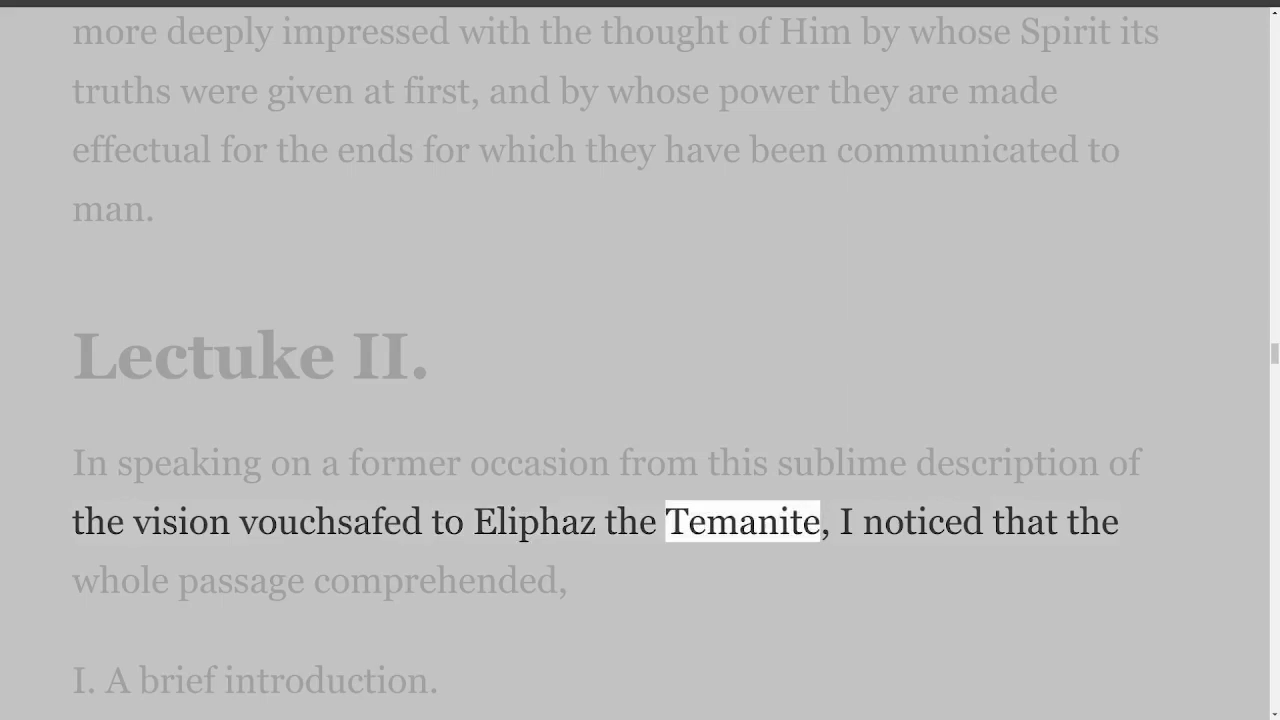 more deeply impressed with the thought of Him by whose Spirit its
truths were given at first, and by whose power they are made
effectual for the ends for which they have been communicated to
man.
Lectuke II.
In speaking on a former occasion from this sublime description of
the vision vouchsafed to Eliphaz the Temanite, I noticed that the
whole passage comprehended,
I. A brief introduction.